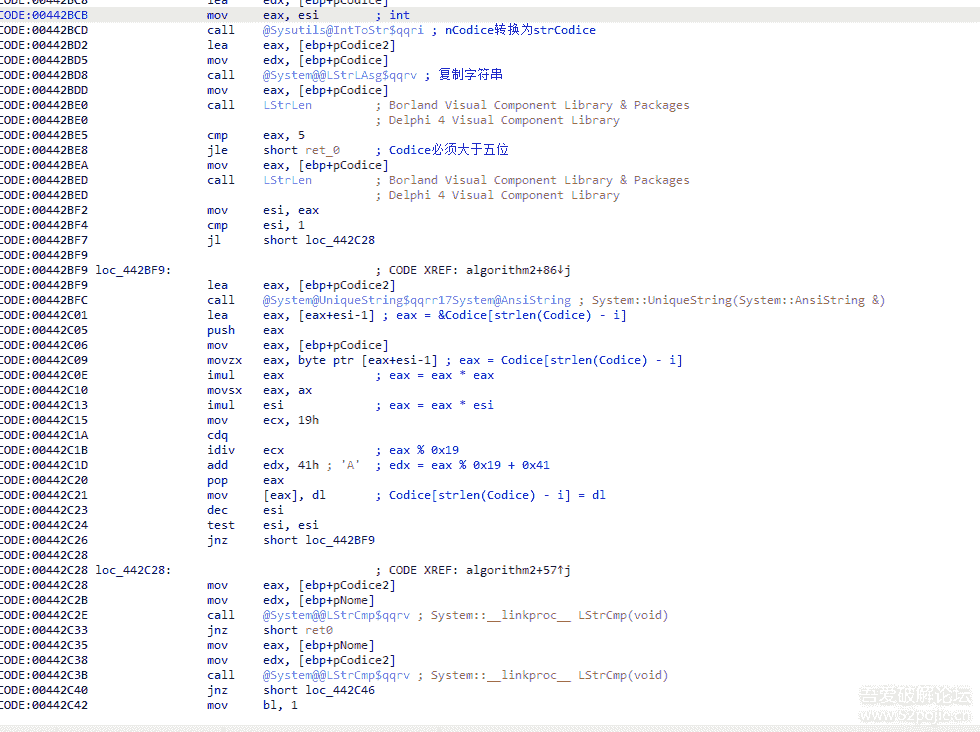 CODE:00442BC8 lea edx, [ebp+pCodice]
CODE:00442BCB mov eax, esi ; int
CODE:00442BCD call @Sysutils@IntToStr$qqri ; nCodice转换为strCodice
CODE:00442BD2 lea eax, [ebp+pCodice2]
CODE:00442BD5 mov edx, [ebp+pCodice]
CODE:00442BD8 call @System@@LStrLAsg$qqrv ; 复制字符串
CODE:00442BDD mov eax, [ebp+pCodice]
CODE:00442BE0 call LStrLen ; Borland Visual Component Library & Packages
CODE:00442BE0 ; Delphi 4 Visual Component Library
CODE:00442BE5 cmp eax, 5
CODE:00442BE8 jle short ret_0 ; Codice必须大于五位
CODE:00442BEA mov eax, [ebp+pCodice]
CODE:00442BED call LStrLen ; Borland Visual Component Library & Packages
CODE:00442BED ; Delphi 4 Visual Component Library
CODE:00442BF2 mov esi, eax
CODE:00442BF4 cmp esi, 1
CODE:00442BF7 jl short loc_442C28
CODE:00442BF9
CODE:00442BF9 loc_442BF9: ; CODE XREF: algorithm2+86↓j
CODE:00442BF9 lea eax, [ebp+pCodice2]
CODE:00442BFC call @System@UniqueString$qqrr17System@AnsiString ; System::UniqueString(System::AnsiString &)
CODE:00442C01 lea eax, [eax+esi-1] ; eax = &Codice[strlen(Codice) - i]
CODE:00442C05 push eax
CODE:00442C06 mov eax, [ebp+pCodice]
CODE:00442C09 movzx eax, byte ptr [eax+esi-1] ; eax = Codice[strlen(Codice) - i]
CODE:00442C0E imul eax ; eax = eax * eax
CODE:00442C10 movsx eax, ax
CODE:00442C13 imul esi ; eax = eax * esi
CODE:00442C15 mov ecx, 19h
CODE:00442C1A cdq
CODE:00442C1B idiv ecx ; eax % 0x19
CODE:00442C1D add edx, 41h ; 'A' ; edx = eax % 0x19 + 0x41
CODE:00442C20 pop eax
CODE:00442C21 mov [eax], dl ; Codice[strlen(Codice) - i] = dl
CODE:00442C23 dec esi
CODE:00442C24 test esi, esi
CODE:00442C26 jnz short loc_442BF9
CODE:00442C28
CODE:00442C28 loc_442C28: ; CODE XREF: algorithm2+57↑j
CODE:00442C28 mov eax, [ebp+pCodice2]
CODE:00442C2B mov edx, [ebp+pNome]
CODE:00442C2E call @System@@LStrCmp$qqrv ; System::__linkproc__ LStrCmp(void)
CODE:00442C33 jnz short ret0
CODE:00442C35 mov eax, [ebp+pNome]
CODE:00442C38 mov edx, [ebp+pCodice2]
CODE:00442C3B call @System@@LStrCmp$qqrv ; System::__linkproc__ LStrCmp(void)
CODE:00442C40 jnz short loc_442C46
CODE:00442C42 mov bl, 1
吾爱破解论坛
www.52pojie.cn